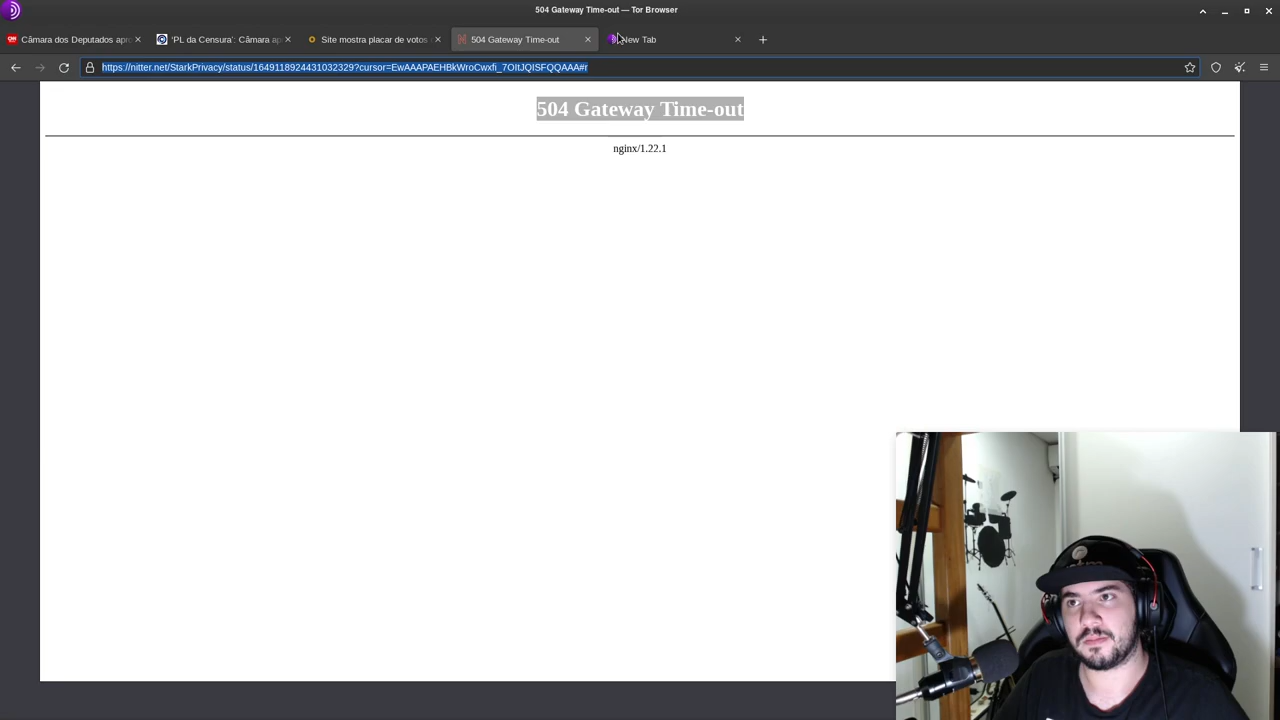 504 Gateway Time-out — Tor Browser
Câmara dos Deputados apro
'PL da Censura': Câmara ap
Site mostra placar de votos
504 Gateway Time-out
New Tab
https://nitter.net/StarkPrivacy/status/1649118924431032329?cursor=EwAAAPAEHBkWroCwxfi_7OItJQISFQQAAA#r
504 Gateway Time-out
nginx/1.22.1